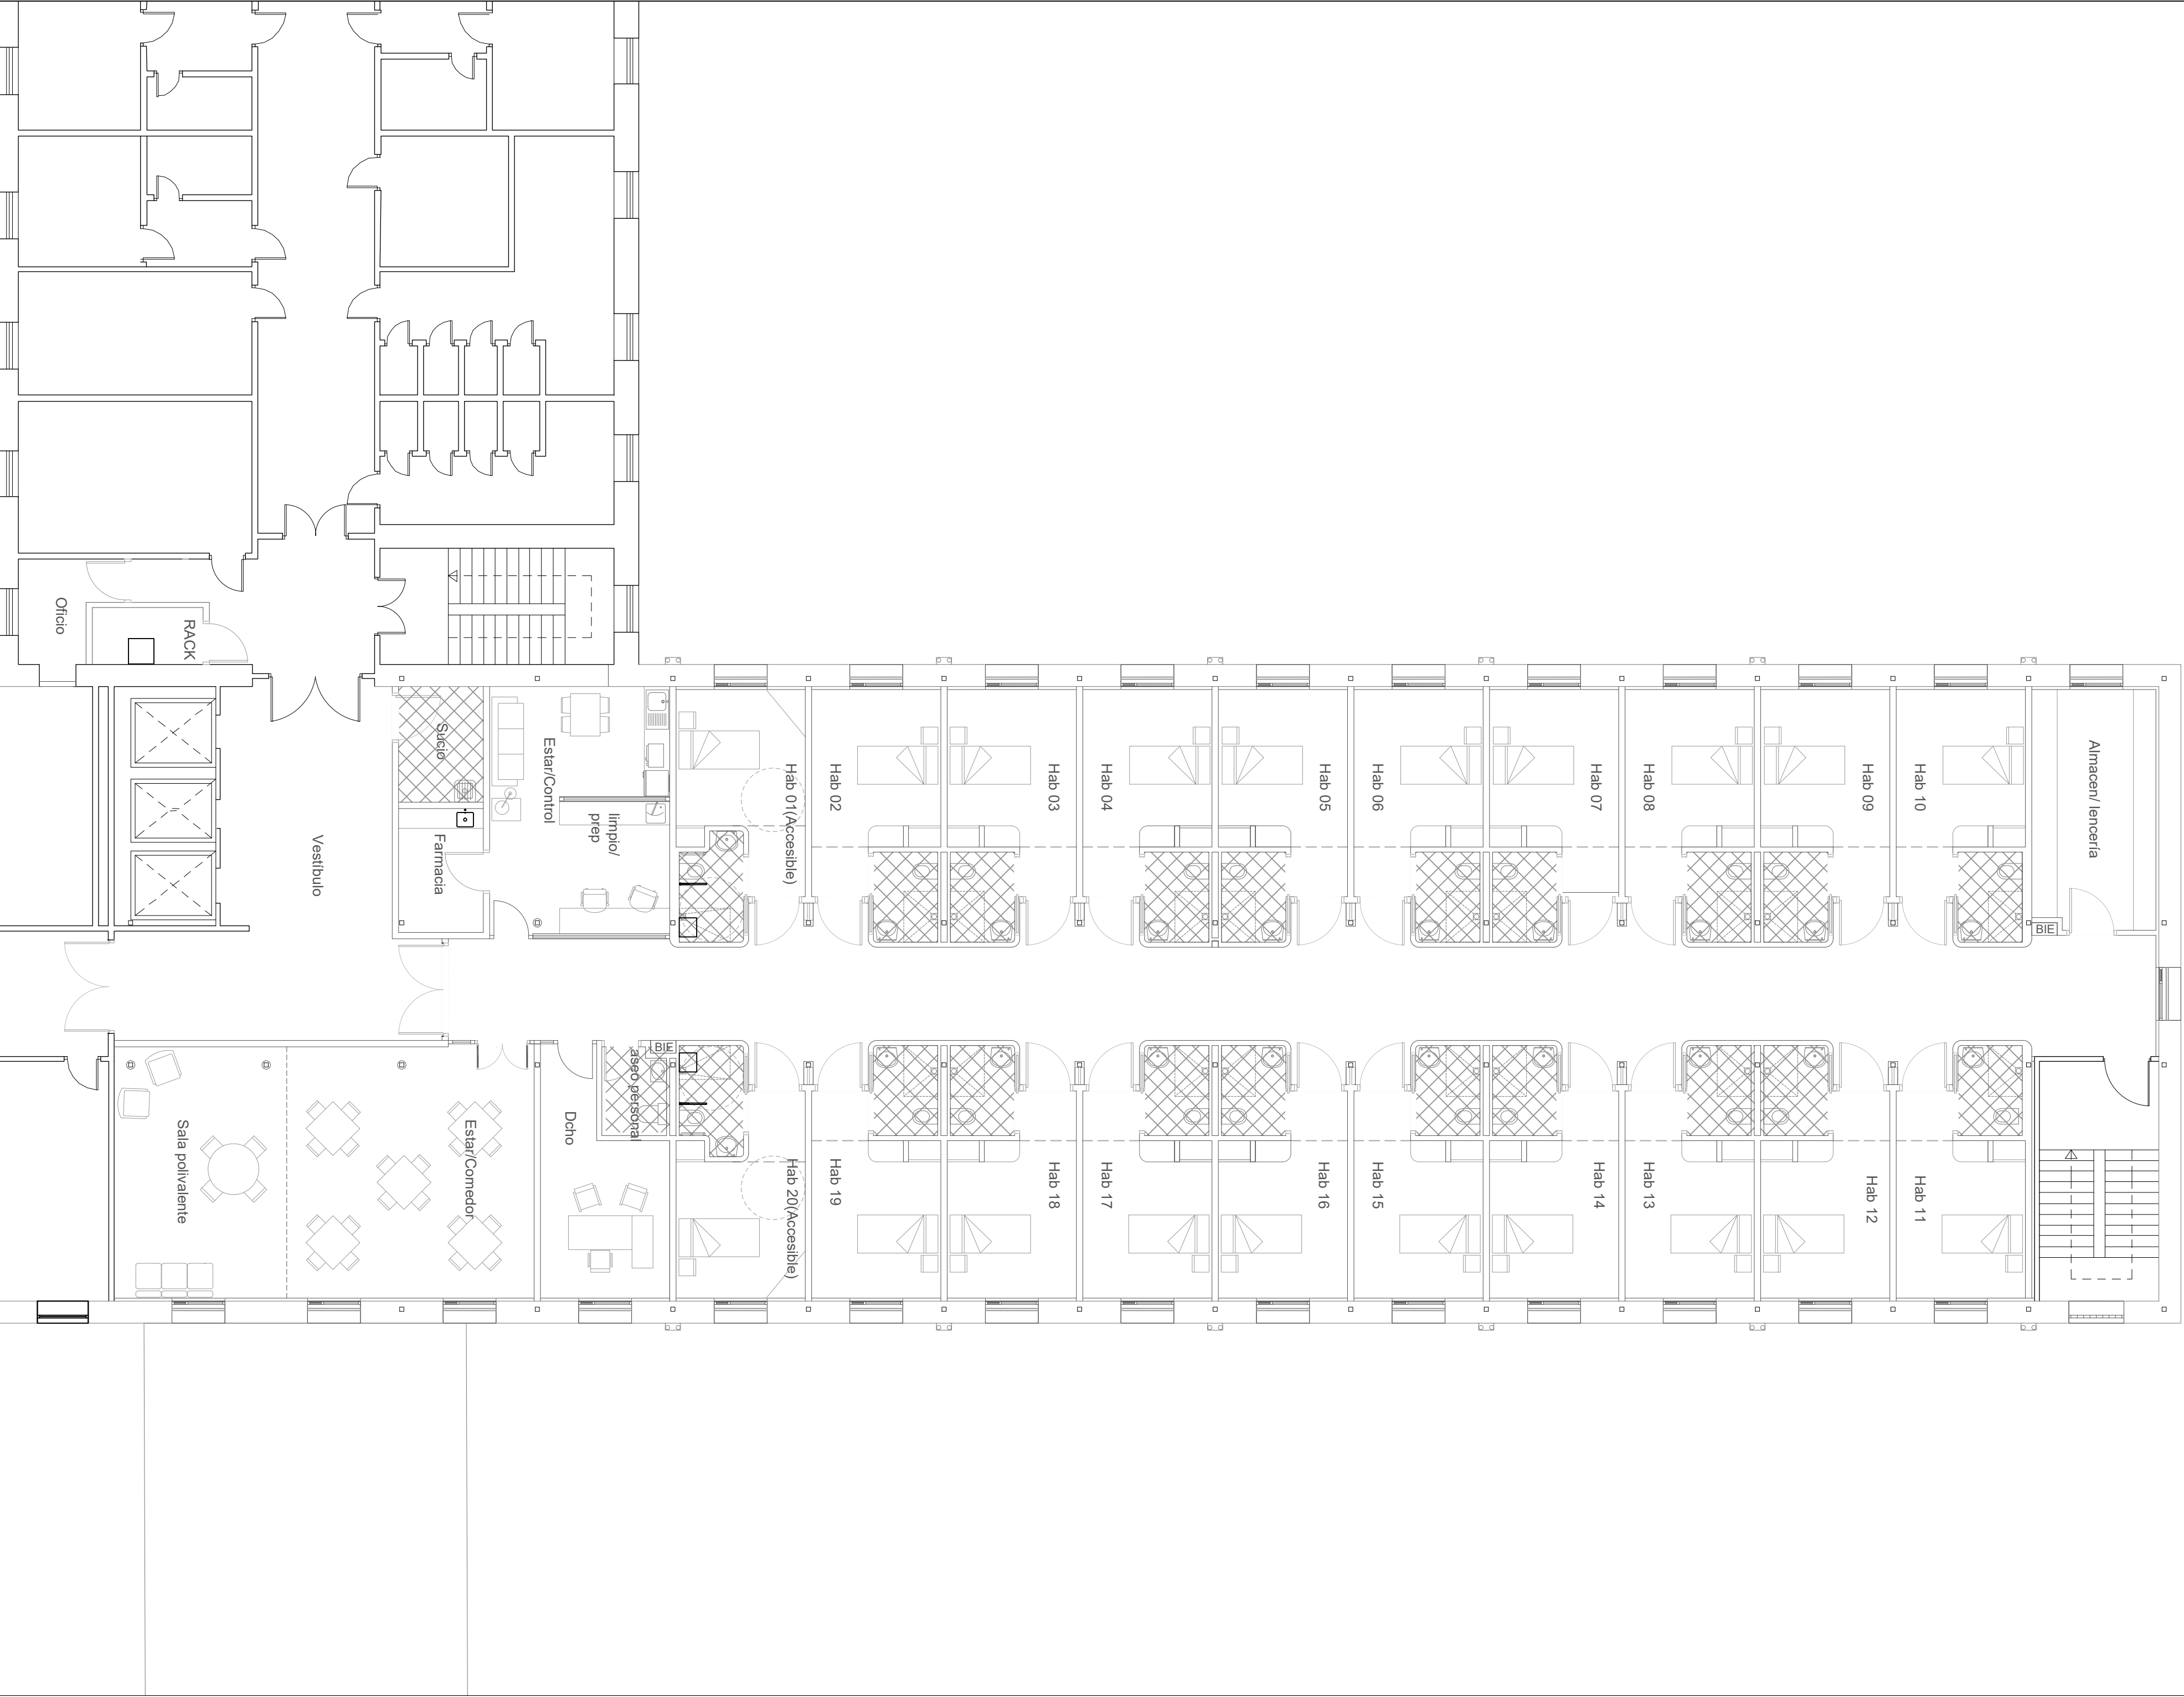 Oficio
RACK
Sucio
Estar/Control
limpio/
prep
Farmacia
Vestíbulo
Hab 01(Accesible)
Hab 02
Hab 03
Hab 04
Hab 05
Hab 06
Hab 07
Hab 08
Hab 09
Hab 10
Almacen/ lencería
BIE
BIE
aseo personal
Dcho
Sala polivalente
Estar/Comedor
Hab 20(Accesible)
Hab 19
Hab 18
Hab 17
Hab 16
Hab 15
Hab 14
Hab 13
Hab 12
Hab 11